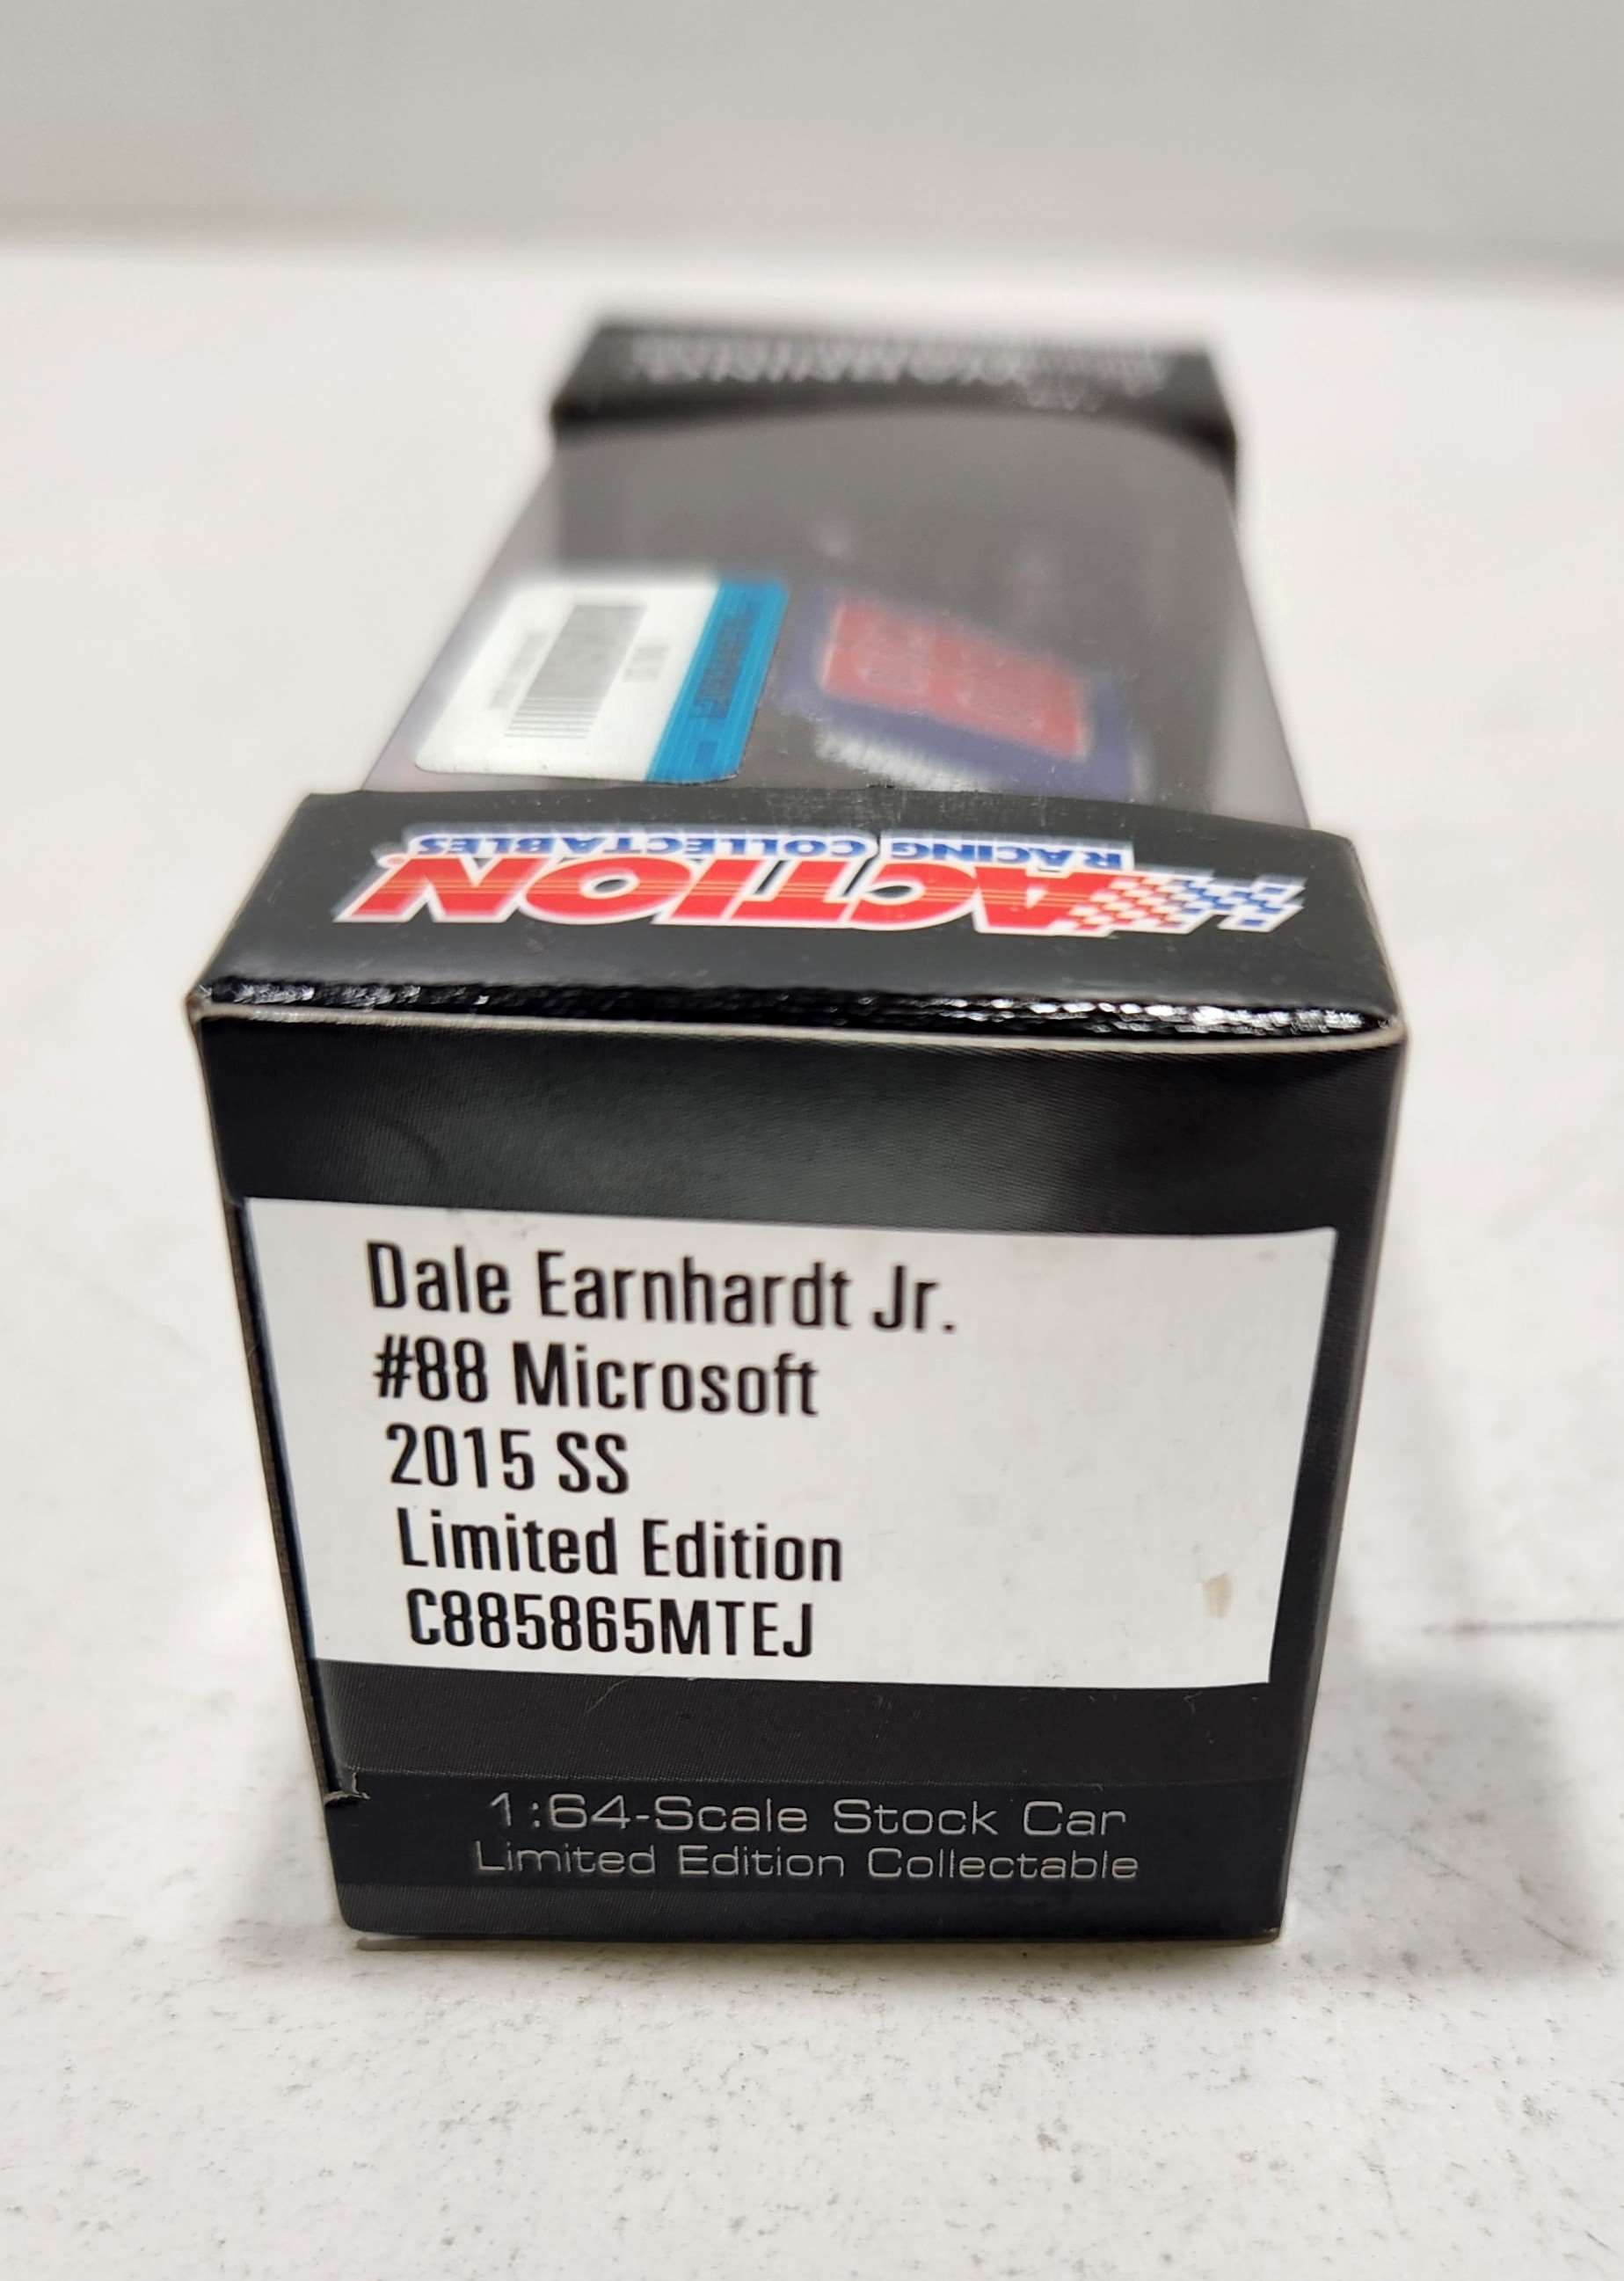 ACTION
RACING COLLECTABLES
Dale Earnhardt Jr.
#88 Microsoft
2015 SS
Limited Edition
C885865MTEJ
1:64-Scale Stock Car
Limited Edition Collectable